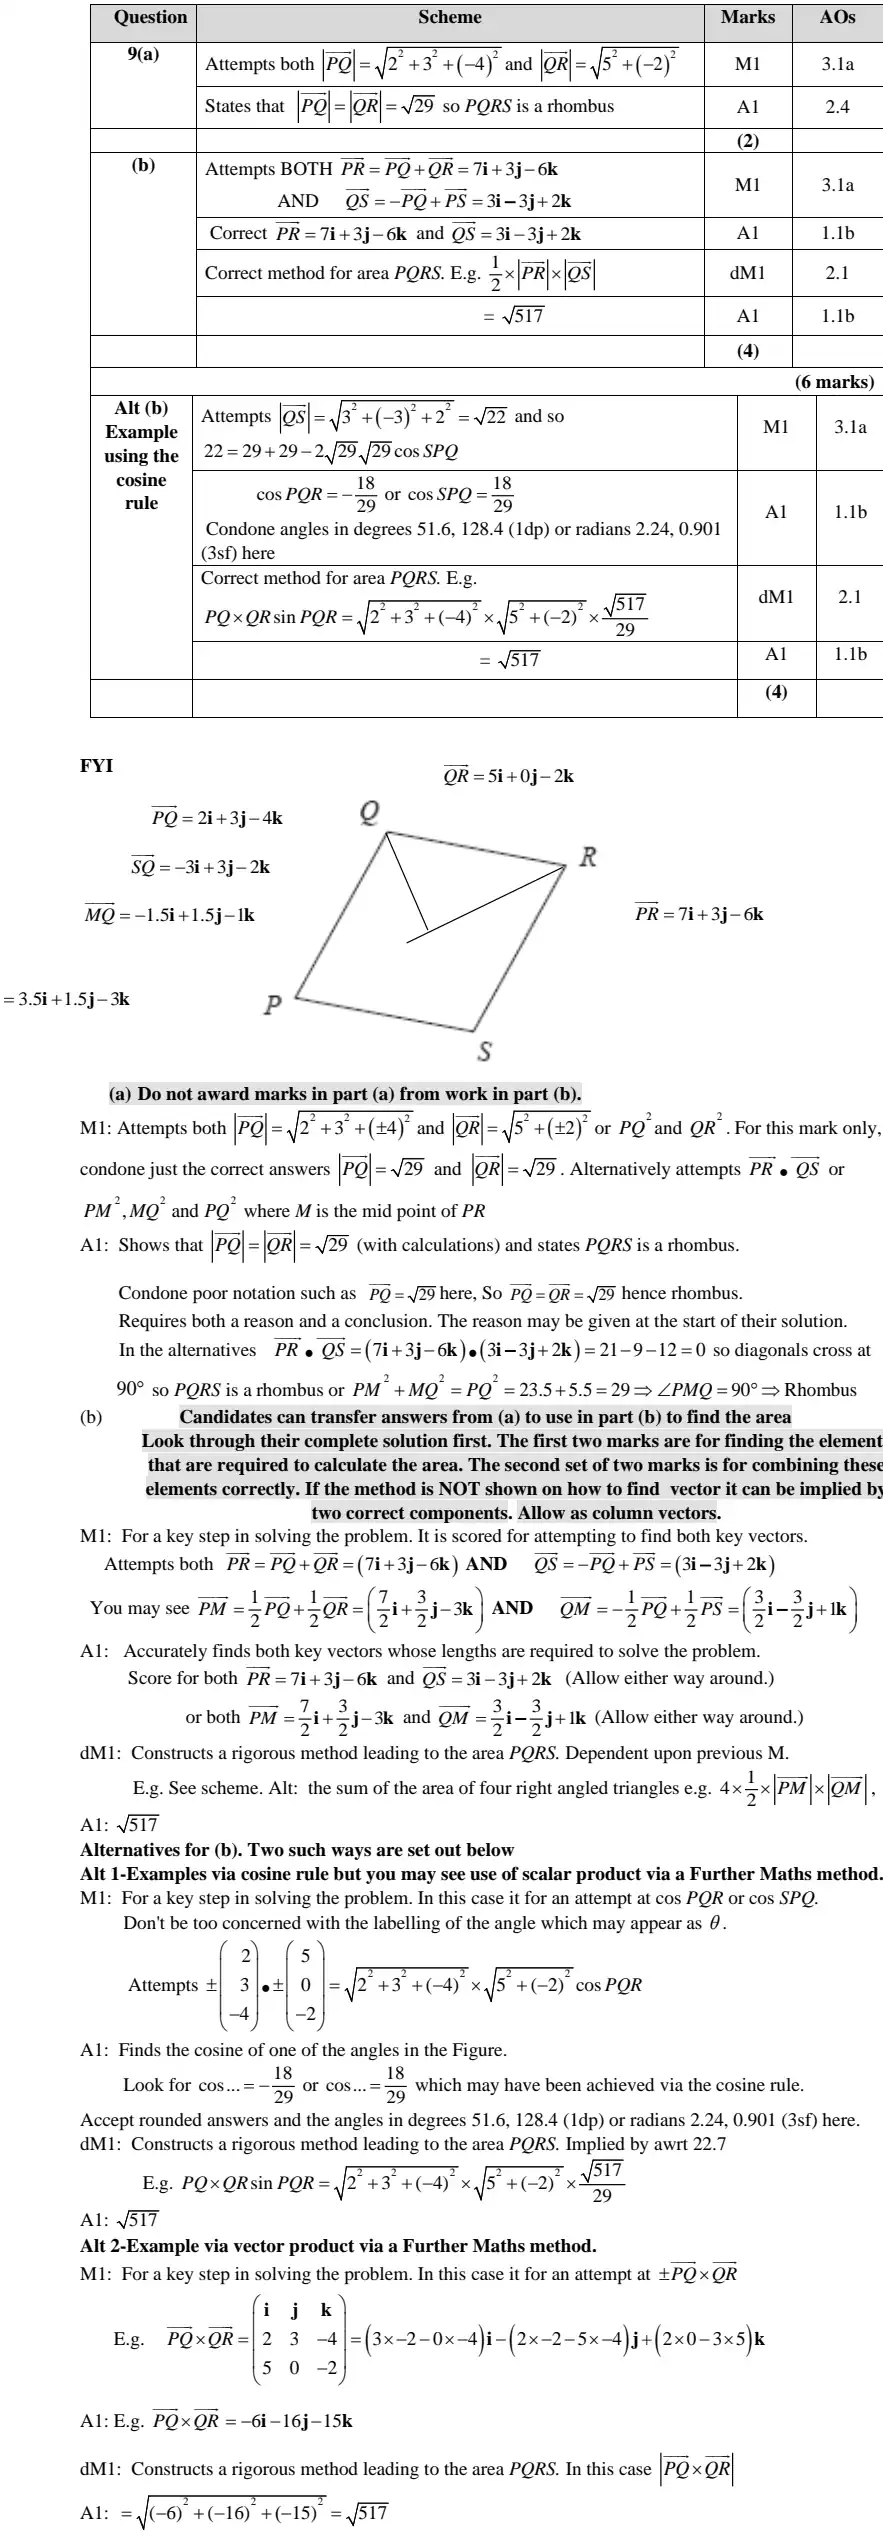 Question Scheme Marks AOs
9(a) Attempts both |PQ⃗| = √(2² + 3² + (−4)²) and |QR⃗| = √(5² + (−2)²) M1 3.1a
States that |PQ⃗| = |QR⃗| = √29 so PQRS is a rhombus A1 2.4
(2)
(b) Attempts BOTH PR⃗ = PQ⃗ + QR⃗ = 7i + 3j − 6k
AND QS⃗ = −PQ⃗ + PS⃗ = 3i − 3j + 2k M1 3.1a
Correct PR⃗ = 7i + 3j − 6k and QS⃗ = 3i − 3j + 2k A1 1.1b
Correct method for area PQRS. E.g. 1/2 × |PR⃗| × |QS⃗| dM1 2.1
= √517 A1 1.1b
(4)
(6 marks)
Alt (b)
Example
using the
cosine
rule
Attempts |QS⃗| = √(3² + (−3)² + 2²) = √22 and so
22 = 29 + 29 − 2√29√29 cos SPQ M1 3.1a
cos PQR = −18/29 or cos SPQ = 18/29
Condone angles in degrees 51.6, 128.4 (1dp) or radians 2.24, 0.901
(3sf) here A1 1.1b
Correct method for area PQRS. E.g.
PQ × QR sin PQR = √(2² + 3² + (−4)²) × √(5² + (−2)²) × √517/29 dM1 2.1
= √517 A1 1.1b
(4)
FYI
QR⃗ = 5i + 0j − 2k
PQ⃗ = 2i + 3j − 4k
Q
SQ⃗ = −3i + 3j − 2k
R
MQ⃗ = −1.5i + 1.5j − 1k
PR⃗ = 7i + 3j − 6k
= 3.5i + 1.5j − 3k
P
S
(a) Do not award marks in part (a) from work in part (b).
M1: Attempts both |PQ⃗| = √(2² + 3² + (±4)²) and |QR⃗| = √(5² + (±2)²) or PQ² and QR². For this mark only,
condone just the correct answers |PQ⃗| = √29 and |QR⃗| = √29. Alternatively attempts PR⃗ • QS⃗ or
PM², MQ² and PQ² where M is the mid point of PR
A1: Shows that |PQ⃗| = |QR⃗| = √29 (with calculations) and states PQRS is a rhombus.
Condone poor notation such as PQ⃗ = √29 here, So PQ⃗ = QR⃗ = √29 hence rhombus.
Requires both a reason and a conclusion. The reason may be given at the start of their solution.
In the alternatives PR⃗ • QS⃗ = (7i + 3j − 6k) • (3i − 3j + 2k) = 21 − 9 − 12 = 0 so diagonals cross at
90° so PQRS is a rhombus or PM² + MQ² = PQ² = 23.5 + 5.5 = 29 ⇒ ∠PMQ = 90° ⇒ Rhombus
(b) Candidates can transfer answers from (a) to use in part (b) to find the area
Look through their complete solution first. The first two marks are for finding the element
that are required to calculate the area. The second set of two marks is for combining these
elements correctly. If the method is NOT shown on how to find vector it can be implied by
two correct components. Allow as column vectors.
M1: For a key step in solving the problem. It is scored for attempting to find both key vectors.
Attempts both PR⃗ = PQ⃗ + QR⃗ = (7i + 3j − 6k) AND QS⃗ = −PQ⃗ + PS⃗ = (3i − 3j + 2k)
You may see PM⃗ = 1/2 PQ⃗ + 1/2 QR⃗ = (7/2 i + 3/2 j − 3k) AND QM⃗ = −1/2 PQ⃗ + 1/2 PS⃗ = (3/2 i − 3/2 j + 1k)
A1: Accurately finds both key vectors whose lengths are required to solve the problem.
Score for both PR⃗ = 7i + 3j − 6k and QS⃗ = 3i − 3j + 2k (Allow either way around.)
or both PM⃗ = 7/2 i + 3/2 j − 3k and QM⃗ = 3/2 i − 3/2 j + 1k (Allow either way around.)
dM1: Constructs a rigorous method leading to the area PQRS. Dependent upon previous M.
E.g. See scheme. Alt: the sum of the area of four right angled triangles e.g. 4 × 1/2 × |PM⃗| × |QM⃗|,
A1: √517
Alternatives for (b). Two such ways are set out below
Alt 1-Examples via cosine rule but you may see use of scalar product via a Further Maths method.
M1: For a key step in solving the problem. In this case it for an attempt at cos PQR or cos SPQ.
Don't be too concerned with the labelling of the angle which may appear as θ.
Attempts ±(2, 3, −4) • ±(5, 0, −2) = √(2² + 3² + (−4)²) × √(5² + (−2)²) cos PQR
A1: Finds the cosine of one of the angles in the Figure.
Look for cos... = −18/29 or cos... = 18/29 which may have been achieved via the cosine rule.
Accept rounded answers and the angles in degrees 51.6, 128.4 (1dp) or radians 2.24, 0.901 (3sf) here.
dM1: Constructs a rigorous method leading to the area PQRS. Implied by awrt 22.7
E.g. PQ × QR sin PQR = √(2² + 3² + (−4)²) × √(5² + (−2)²) × √517/29
A1: √517
Alt 2-Example via vector product via a Further Maths method.
M1: For a key step in solving the problem. In this case it for an attempt at ±PQ⃗ × QR⃗
E.g. PQ⃗ × QR⃗ = (i j k; 2 3 −4; 5 0 −2) = (3×−2 − 0×−4)i − (2×−2 − 5×−4)j + (2×0 − 3×5)k
A1: E.g. PQ⃗ × QR⃗ = −6i − 16j − 15k
dM1: Constructs a rigorous method leading to the area PQRS. In this case |PQ⃗ × QR⃗|
A1: = √((−6)² + (−16)² + (−15)²) = √517